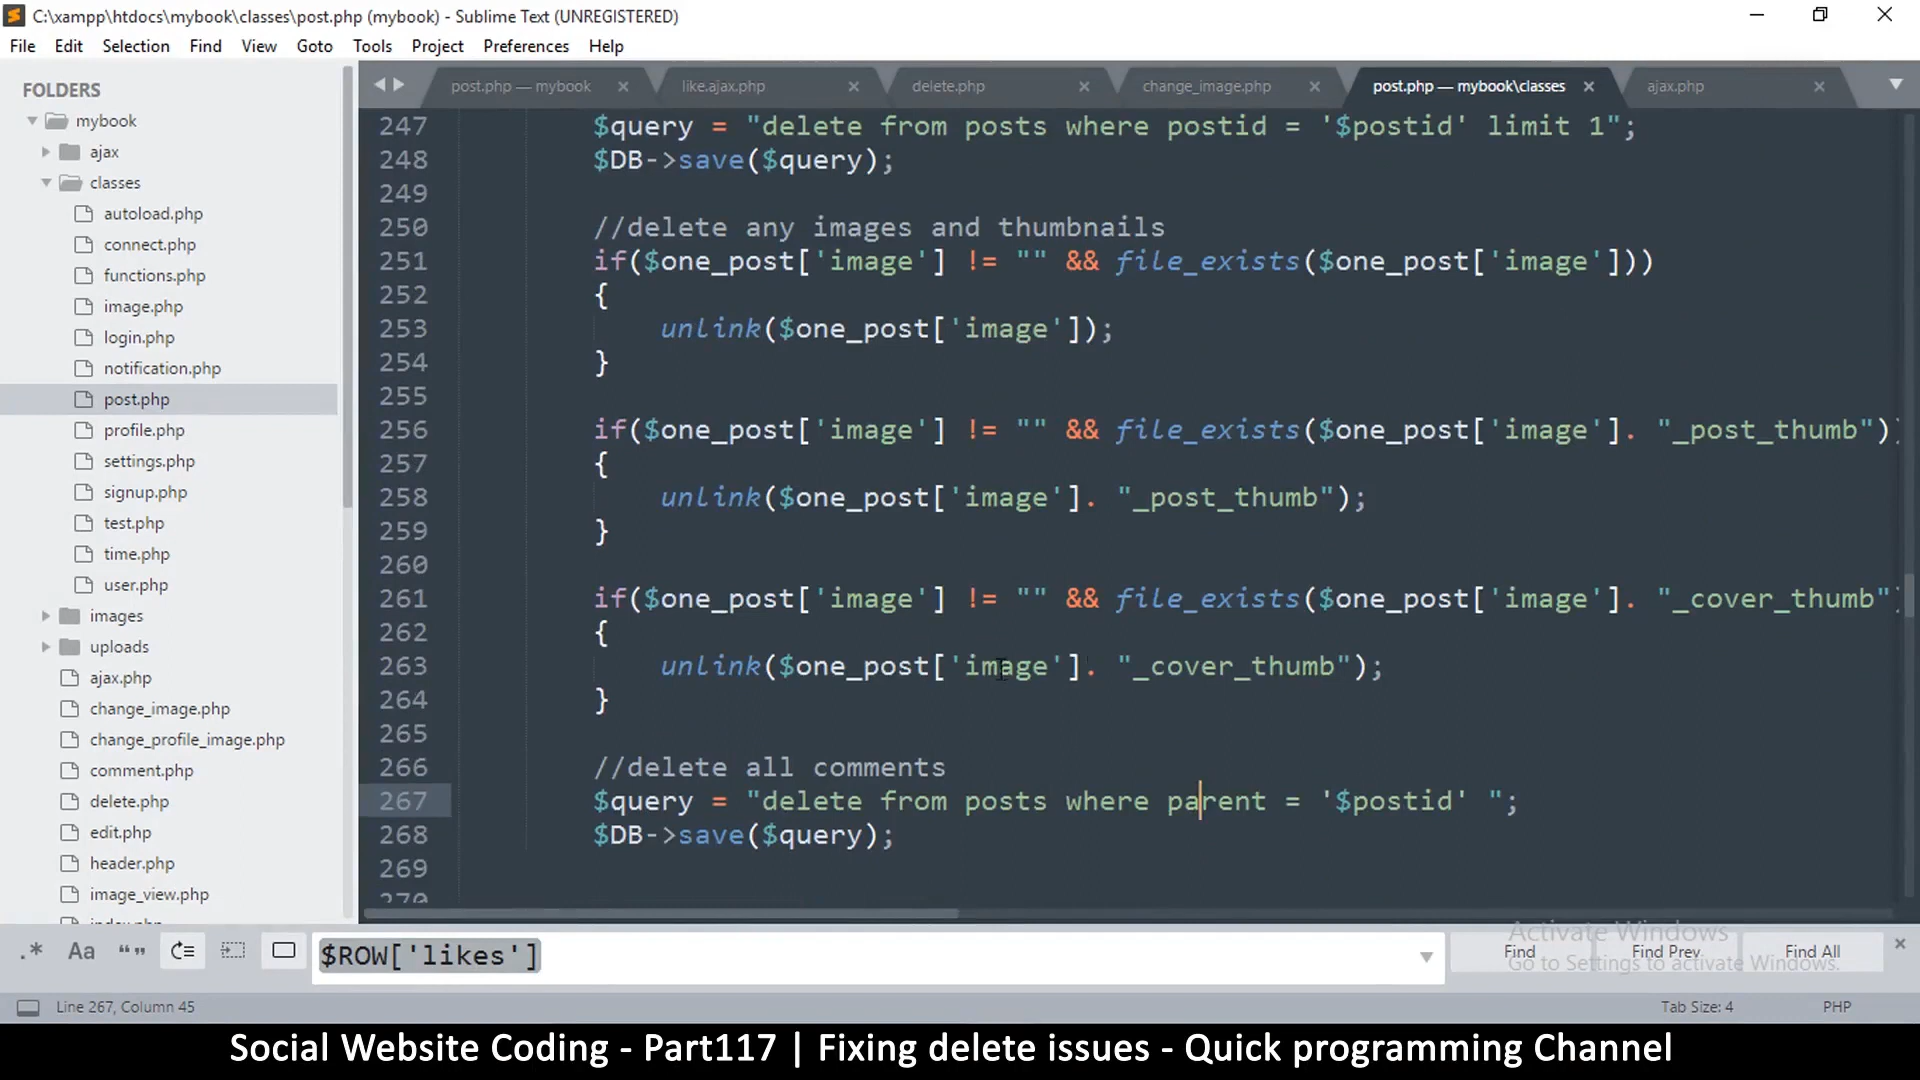 C:\xampp\htdocs\mybook\classes\post.php (mybook) - Sublime Text (UNREGISTERED)
File Edit Selection Find View Goto Tools Project Preferences Help
FOLDERS
mybook
ajax
classes
autoload.php
connect.php
functions.php
image.php
login.php
notification.php
post.php
profile.php
settings.php
signup.php
test.php
time.php
user.php
images
uploads
ajax.php
change_image.php
change_profile_image.php
comment.php
delete.php
edit.php
header.php
image_view.php
index.php
post.php — mybook like.ajax.php delete.php change_image.php post.php — mybook\classes ajax.php
247 $query = "delete from posts where postid = '$postid' limit 1";
248 $DB->save($query);
249
250 //delete any images and thumbnails
251 if($one_post['image'] != "" && file_exists($one_post['image']))
252 {
253 unlink($one_post['image']);
254 }
255
256 if($one_post['image'] != "" && file_exists($one_post['image']. "_post_thumb"))
257 {
258 unlink($one_post['image']. "_post_thumb");
259 }
260
261 if($one_post['image'] != "" && file_exists($one_post['image']. "_cover_thumb")
262 {
263 unlink($one_post['image']. "_cover_thumb");
264 }
265
266 //delete all comments
267 $query = "delete from posts where parent = '$postid' ";
268 $DB->save($query);
269
270
.* Aa “ ” $ROW['likes'] Find Find Prev Find All
Activate Windows
Go to Settings to activate Windows.
Line 267, Column 45 Tab Size: 4 PHP
Social Website Coding - Part117 | Fixing delete issues - Quick programming Channel